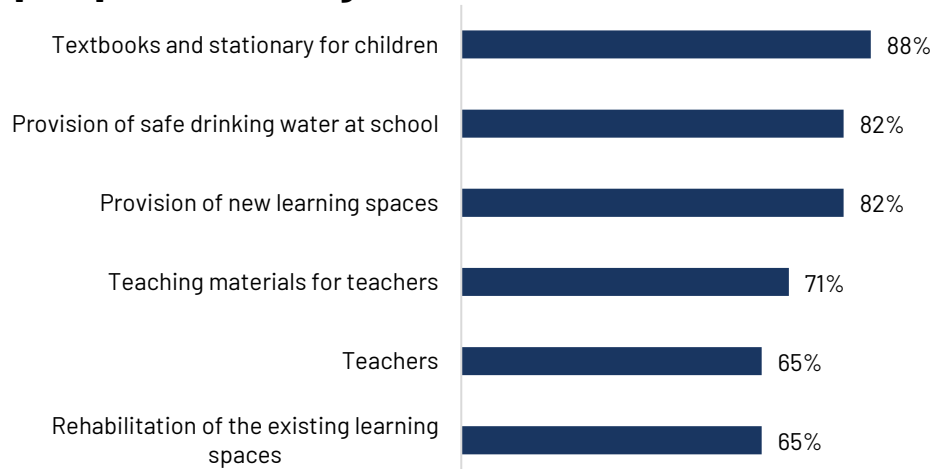 Textbooks and stationary for children 88%
Provision of safe drinking water at school 82%
Provision of new learning spaces 82%
Teaching materials for teachers 71%
Teachers 65%
Rehabilitation of the existing learning
spaces 65%